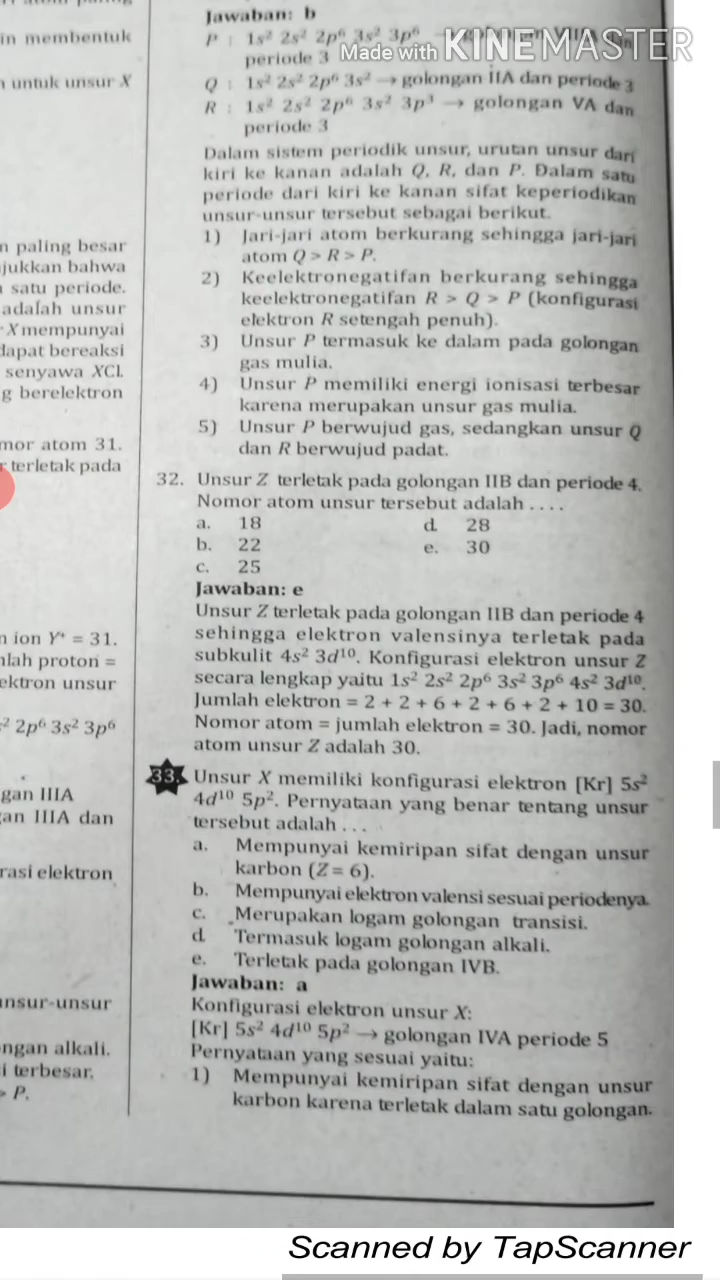 in membentuk
untuk unsur X
n paling besar
jukkan bahwa
satu periode.
adalah unsur
X mempunyai
dapat bereaksi
senyawa XCl.
g berelektron
mor atom 31.
r terletak pada
n ion Y⁺ = 31.
mlah proton =
ektron unsur
s² 2p⁶ 3s² 3p⁶
gan IIIA
gan IIIA dan
rasi elektron
unsur-unsur
ngan alkali.
i terbesar.
> P.
Jawaban: b
P : 1s² 2s² 2p⁶ 3s² 3p⁶
periode 3
Made with KINEMASTER
Q : 1s² 2s² 2p⁶ 3s² → golongan IIA dan periode 3
R : 1s² 2s² 2p⁶ 3s² 3p³ → golongan VA dan
periode 3
Dalam sistem periodik unsur, urutan unsur dari
kiri ke kanan adalah Q, R, dan P. Dalam satu
periode dari kiri ke kanan sifat keperiodikan
unsur-unsur tersebut sebagai berikut.
1) Jari-jari atom berkurang sehingga jari-jari
atom Q > R > P.
2) Keelektronegatifan berkurang sehingga
keelektronegatifan R > Q > P (konfigurasi
elektron R setengah penuh).
3) Unsur P termasuk ke dalam pada golongan
gas mulia.
4) Unsur P memiliki energi ionisasi terbesar
karena merupakan unsur gas mulia.
5) Unsur P berwujud gas, sedangkan unsur Q
dan R berwujud padat.
32. Unsur Z terletak pada golongan IIB dan periode 4.
Nomor atom unsur tersebut adalah . . . .
a. 18 d. 28
b. 22 e. 30
c. 25
Jawaban: e
Unsur Z terletak pada golongan IIB dan periode 4
sehingga elektron valensinya terletak pada
subkulit 4s² 3d¹⁰. Konfigurasi elektron unsur Z
secara lengkap yaitu 1s² 2s² 2p⁶ 3s² 3p⁶ 4s² 3d¹⁰.
Jumlah elektron = 2 + 2 + 6 + 2 + 6 + 2 + 10 = 30.
Nomor atom = jumlah elektron = 30. Jadi, nomor
atom unsur Z adalah 30.
33. Unsur X memiliki konfigurasi elektron [Kr] 5s²
4d¹⁰ 5p². Pernyataan yang benar tentang unsur
tersebut adalah . . .
a. Mempunyai kemiripan sifat dengan unsur
karbon (Z = 6).
b. Mempunyai elektron valensi sesuai periodenya.
c. Merupakan logam golongan transisi.
d. Termasuk logam golongan alkali.
e. Terletak pada golongan IVB.
Jawaban: a
Konfigurasi elektron unsur X:
[Kr] 5s² 4d¹⁰ 5p² → golongan IVA periode 5
Pernyataan yang sesuai yaitu:
1) Mempunyai kemiripan sifat dengan unsur
karbon karena terletak dalam satu golongan.
Scanned by TapScanner